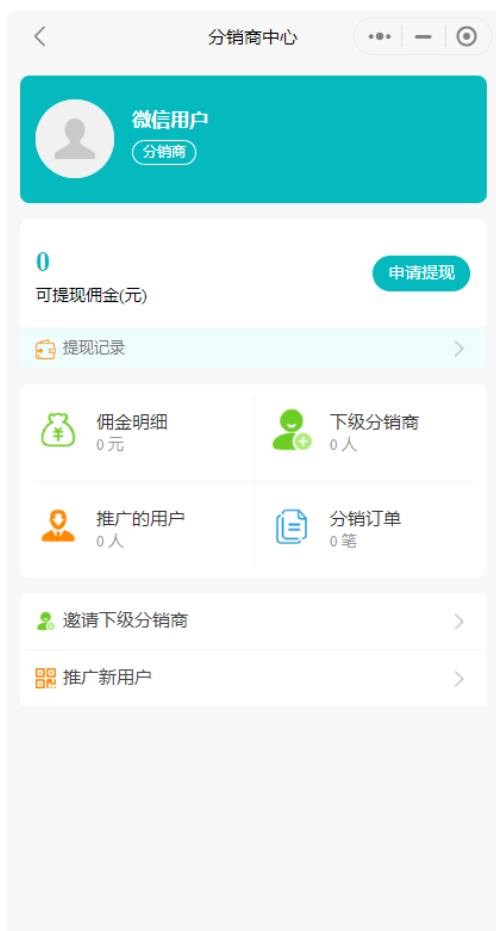 分销商中心
微信用户
分销商
0
可提现佣金(元)
申请提现
提现记录
佣金明细
0 元
下级分销商
0 人
推广的用户
0 人
分销订单
0 笔
邀请下级分销商
推广新用户